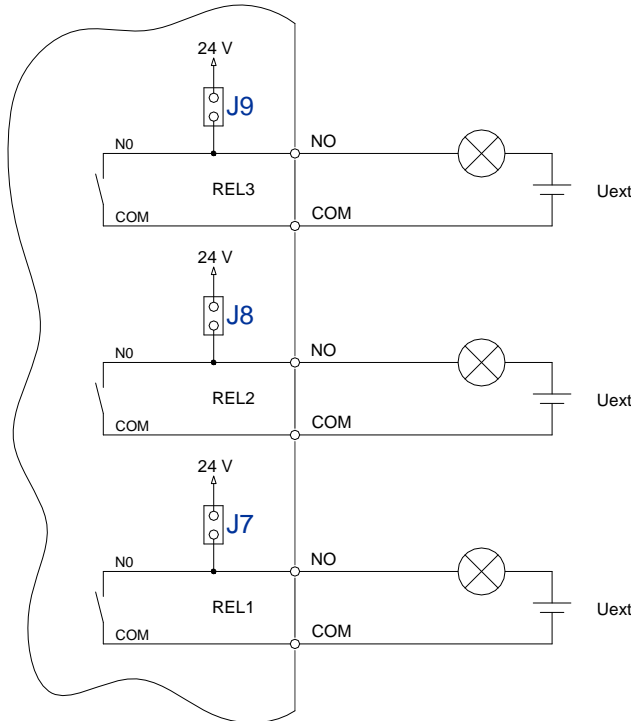 24 V
J9
N0
NO
REL3
Uext
COM
COM
24 V
J8
N0
NO
REL2
Uext
COM
COM
24 V
J7
N0
NO
REL1
Uext
COM
COM